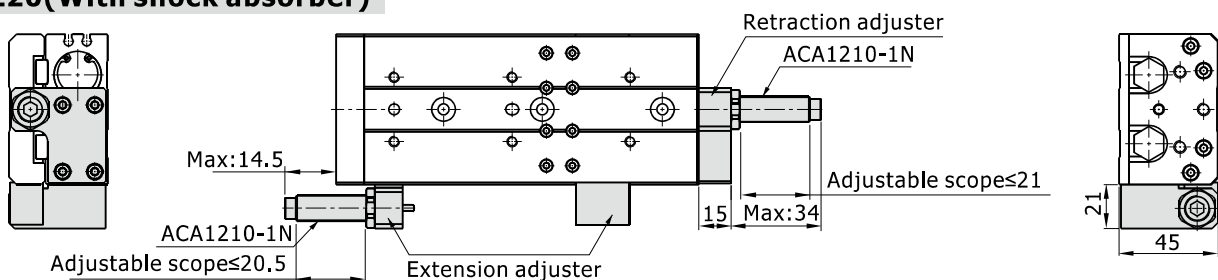 20(With shock absorber)
Retraction adjuster
ACA1210-1N
Max:14.5
Adjustable scope≤21
15
Max:34
21
45
ACA1210-1N
Adjustable scope≤20.5
Extension adjuster